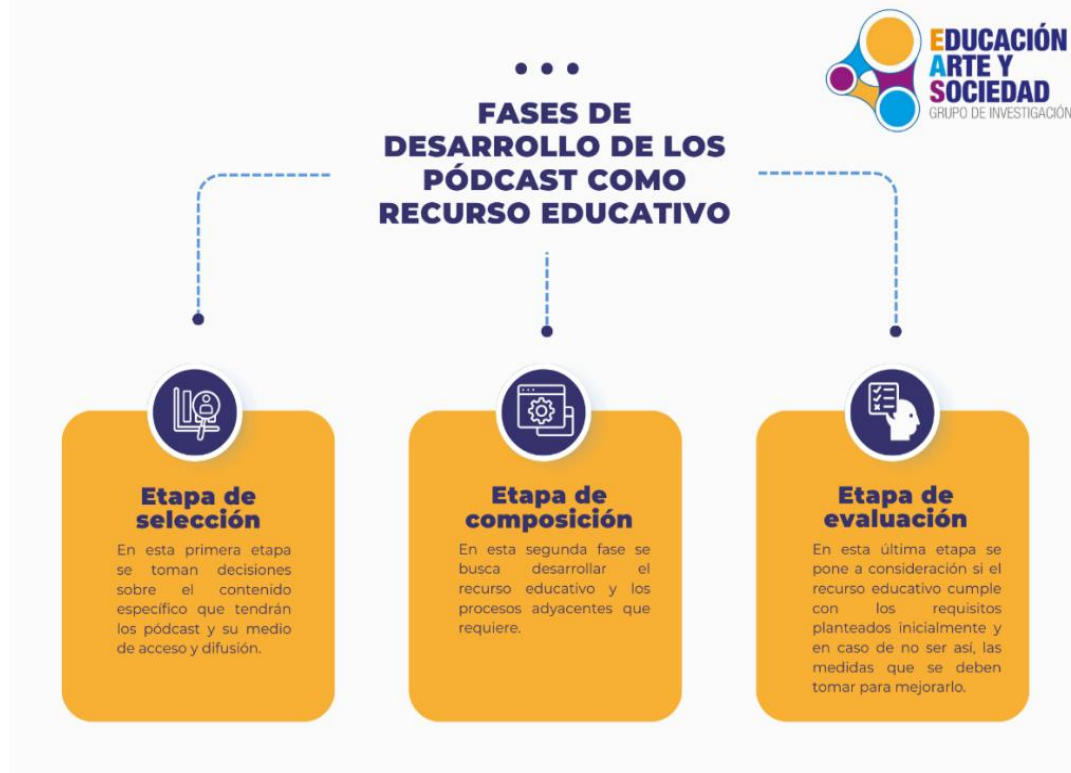 EDUCACIÓN
ARTE Y
SOCIEDAD
GRUPO DE INVESTIGACIÓN
FASES DE
DESARROLLO DE LOS
PÓDCAST COMO
RECURSO EDUCATIVO
Etapa de
selección
En esta primera etapa
se toman decisiones
sobre el contenido
específico que tendrán
los pódcast y su medio
de acceso y difusión.
Etapa de
composición
En esta segunda fase se
busca desarrollar el
recurso educativo y los
procesos adyacentes que
requiere.
Etapa de
evaluación
En esta última etapa se
pone a consideración si el
recurso educativo cumple
con los requisitos
planteados inicialmente y
en caso de no ser así, las
medidas que se deben
tomar para mejorarlo.